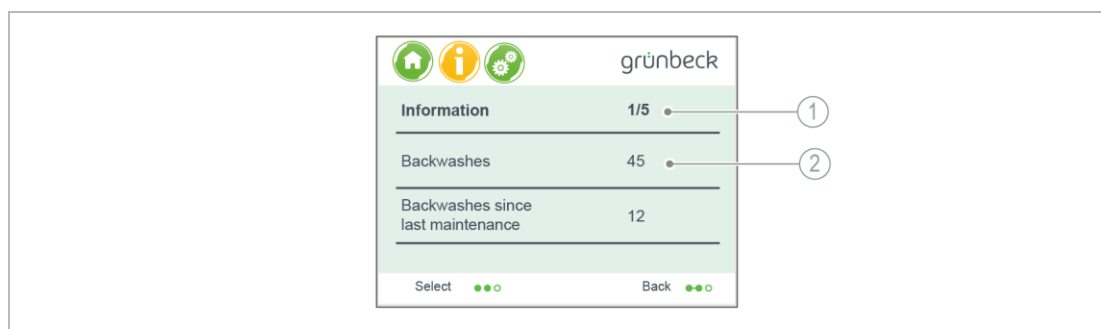 grünbeck
Information 1/5
1
Backwashes 45
2
Backwashes since
last maintenance 12
Select Back